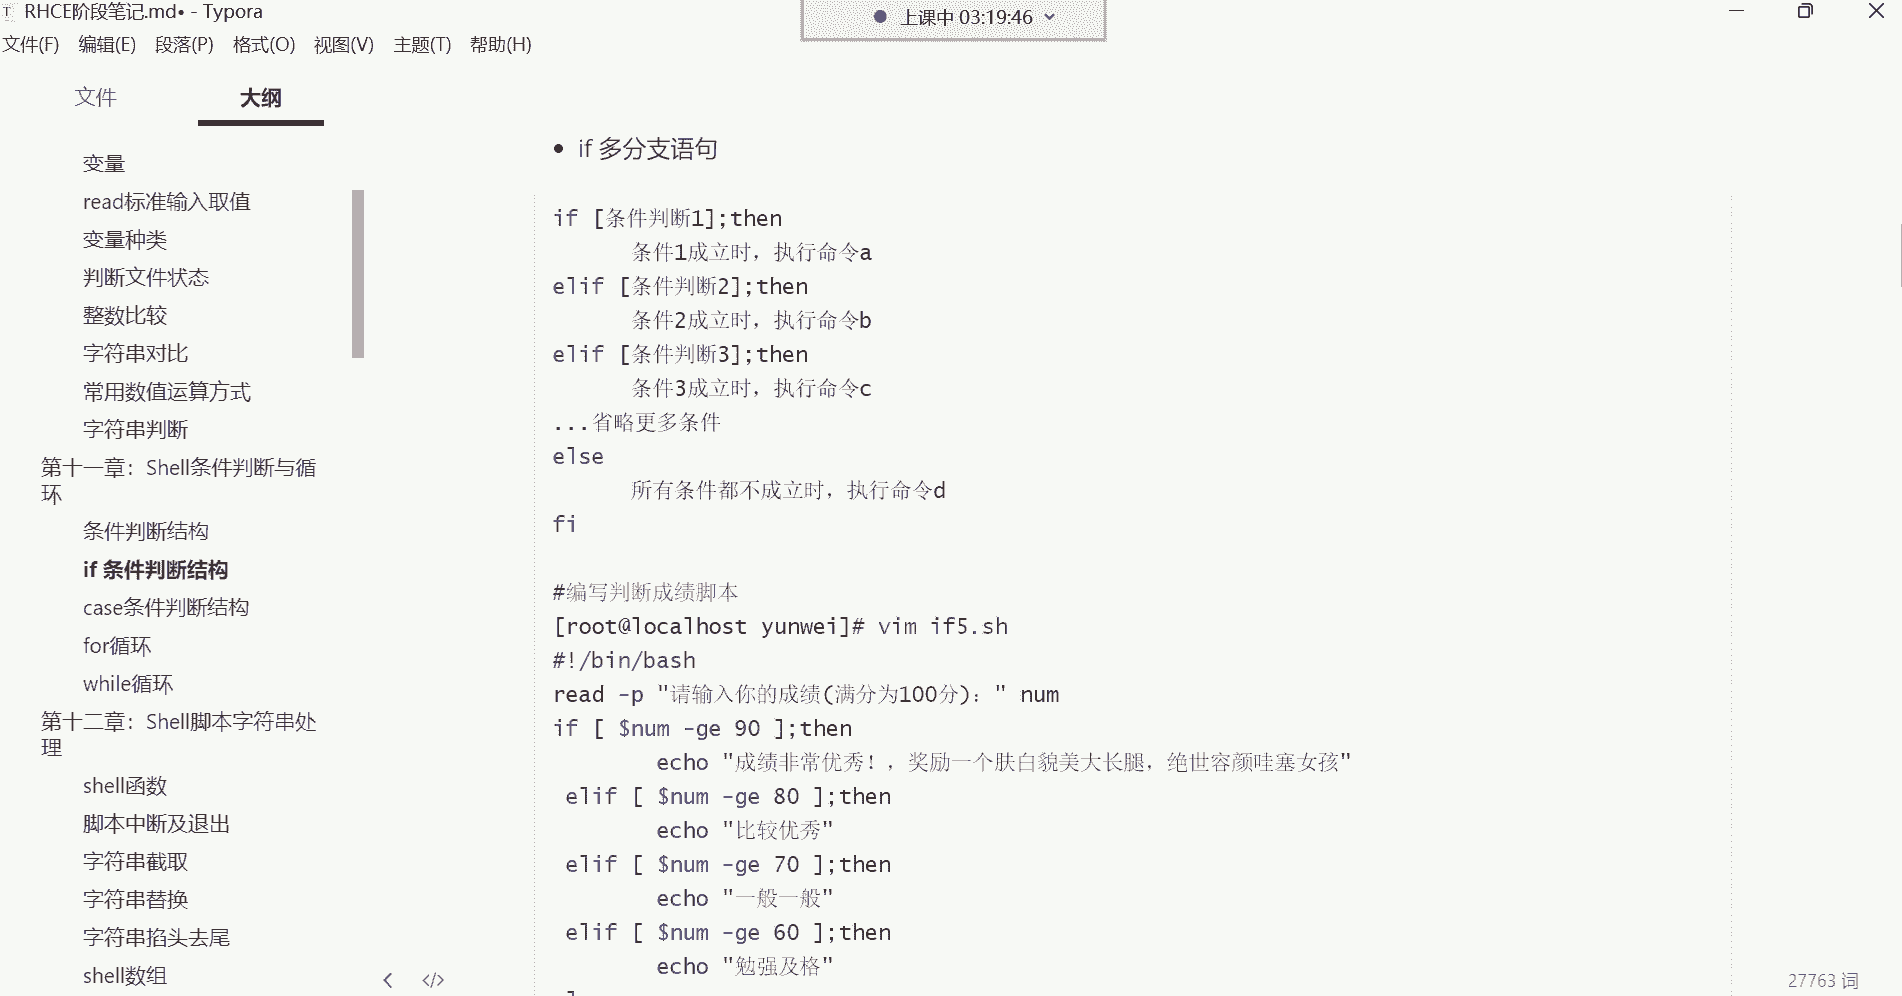 RHCE阶段笔记.md• - Typora
上课中 03:19:46
文件(F) 编辑(E) 段落(P) 格式(O) 视图(V) 主题(T) 帮助(H)
文件 大纲
变量
read标准输入取值
变量种类
判断文件状态
整数比较
字符串对比
常用数值运算方式
字符串判断
第十一章：Shell条件判断与循
环
条件判断结构
if 条件判断结构
case条件判断结构
for循环
while循环
第十二章：Shell脚本字符串处
理
shell函数
脚本中断及退出
字符串截取
字符串替换
字符串掐头去尾
shell数组
• if 多分支语句
if [条件判断1];then
条件1成立时，执行命令a
elif [条件判断2];then
条件2成立时，执行命令b
elif [条件判断3];then
条件3成立时，执行命令c
...省略更多条件
else
所有条件都不成立时，执行命令d
fi
#编写判断成绩脚本
[root@localhost yunwei]# vim if5.sh
#!/bin/bash
read -p "请输入你的成绩(满分为100分)：" num
if [ $num -ge 90 ];then
echo "成绩非常优秀！，奖励一个肤白貌美大长腿，绝世容颜哇塞女孩"
elif [ $num -ge 80 ];then
echo "比较优秀"
elif [ $num -ge 70 ];then
echo "一般一般"
elif [ $num -ge 60 ];then
echo "勉强及格"
27763 词